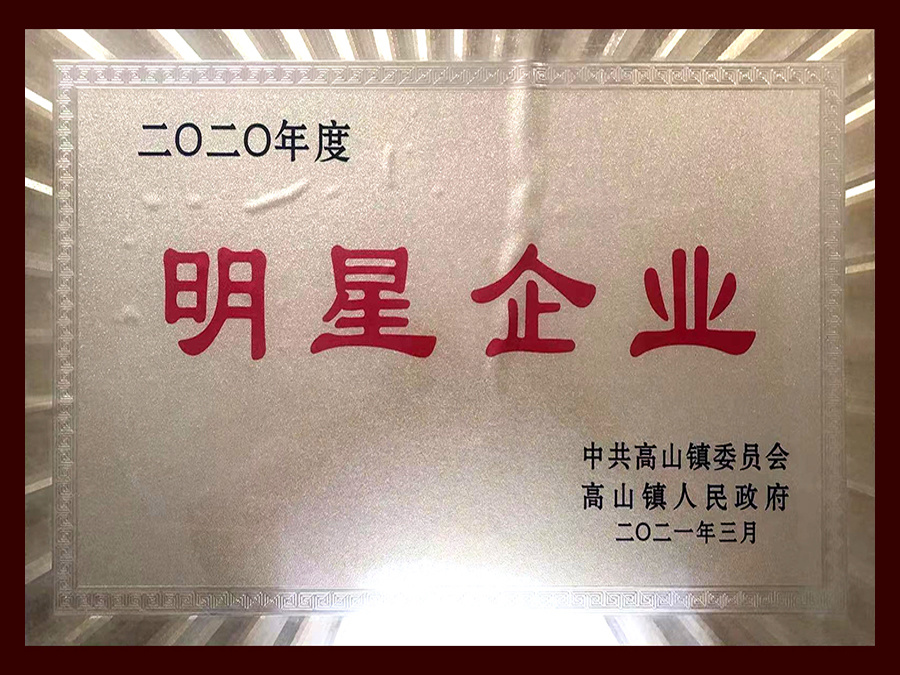 二〇二〇年度
明星企业
中共高山镇委员会
高山镇人民政府
二〇二一年三月